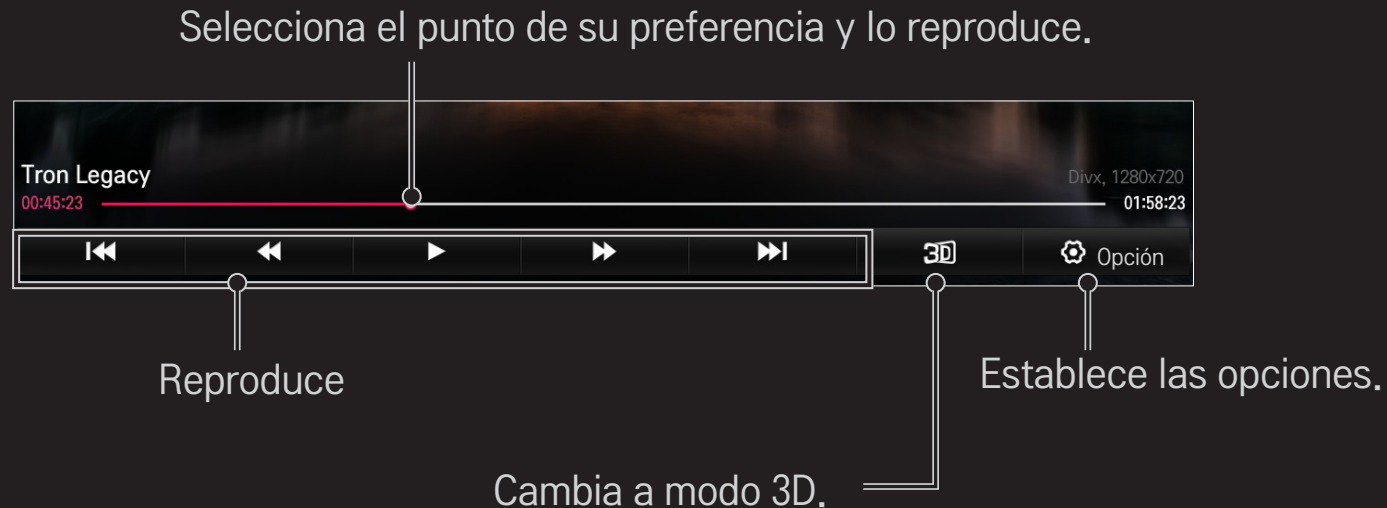 Selecciona el punto de su preferencia y lo reproduce.
Tron Legacy
Divx, 1280x720
00:45:23
01:58:23
3D
Opción
Reproduce
Establece las opciones.
Cambia a modo 3D.